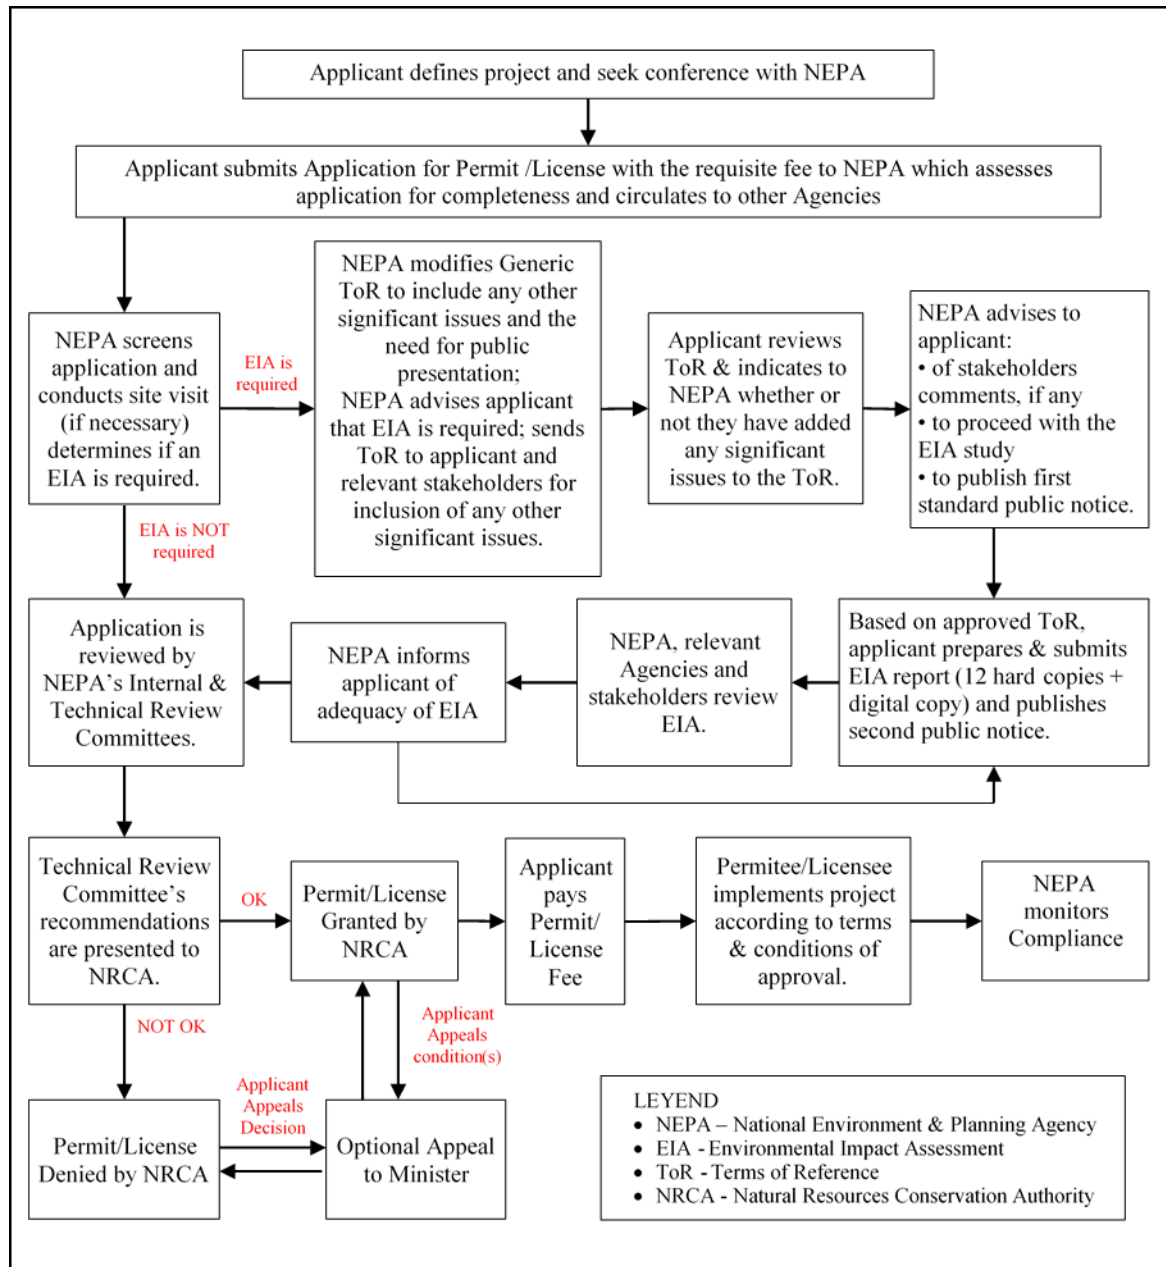 Applicant defines project and seek conference with NEPA
Applicant submits Application for Permit /License with the requisite fee to NEPA which assesses
application for completeness and circulates to other Agencies
NEPA screens
application and
conducts site visit
(if necessary)
determines if an
EIA is required.
EIA is
required
NEPA modifies Generic
ToR to include any other
significant issues and the
need for public
presentation;
NEPA advises applicant
that EIA is required; sends
ToR to applicant and
relevant stakeholders for
inclusion of any other
significant issues.
Applicant reviews
ToR & indicates to
NEPA whether or
not they have added
any significant
issues to the ToR.
NEPA advises to
applicant:
• of stakeholders
comments, if any
• to proceed with the
EIA study
• to publish first
standard public notice.
EIA is NOT
required
Application is
reviewed by
NEPA's Internal &
Technical Review
Committees.
NEPA informs
applicant of
adequacy of EIA
NEPA, relevant
Agencies and
stakeholders review
EIA.
Based on approved ToR,
applicant prepares & submits
EIA report (12 hard copies +
digital copy) and publishes
second public notice.
Technical Review
Committee's
recommendations
are presented to
NRCA.
OK
Permit/License
Granted by
NRCA
Applicant
pays
Permit/
License
Fee
Permitee/Licensee
implements project
according to terms
& conditions of
approval.
NEPA
monitors
Compliance
NOT OK
Applicant
Appeals
condition(s)
Applicant
Appeals
Decision
Permit/License
Denied by NRCA
Optional Appeal
to Minister
LEYEND
• NEPA – National Environment & Planning Agency
• EIA - Environmental Impact Assessment
• ToR - Terms of Reference
• NRCA - Natural Resources Conservation Authority